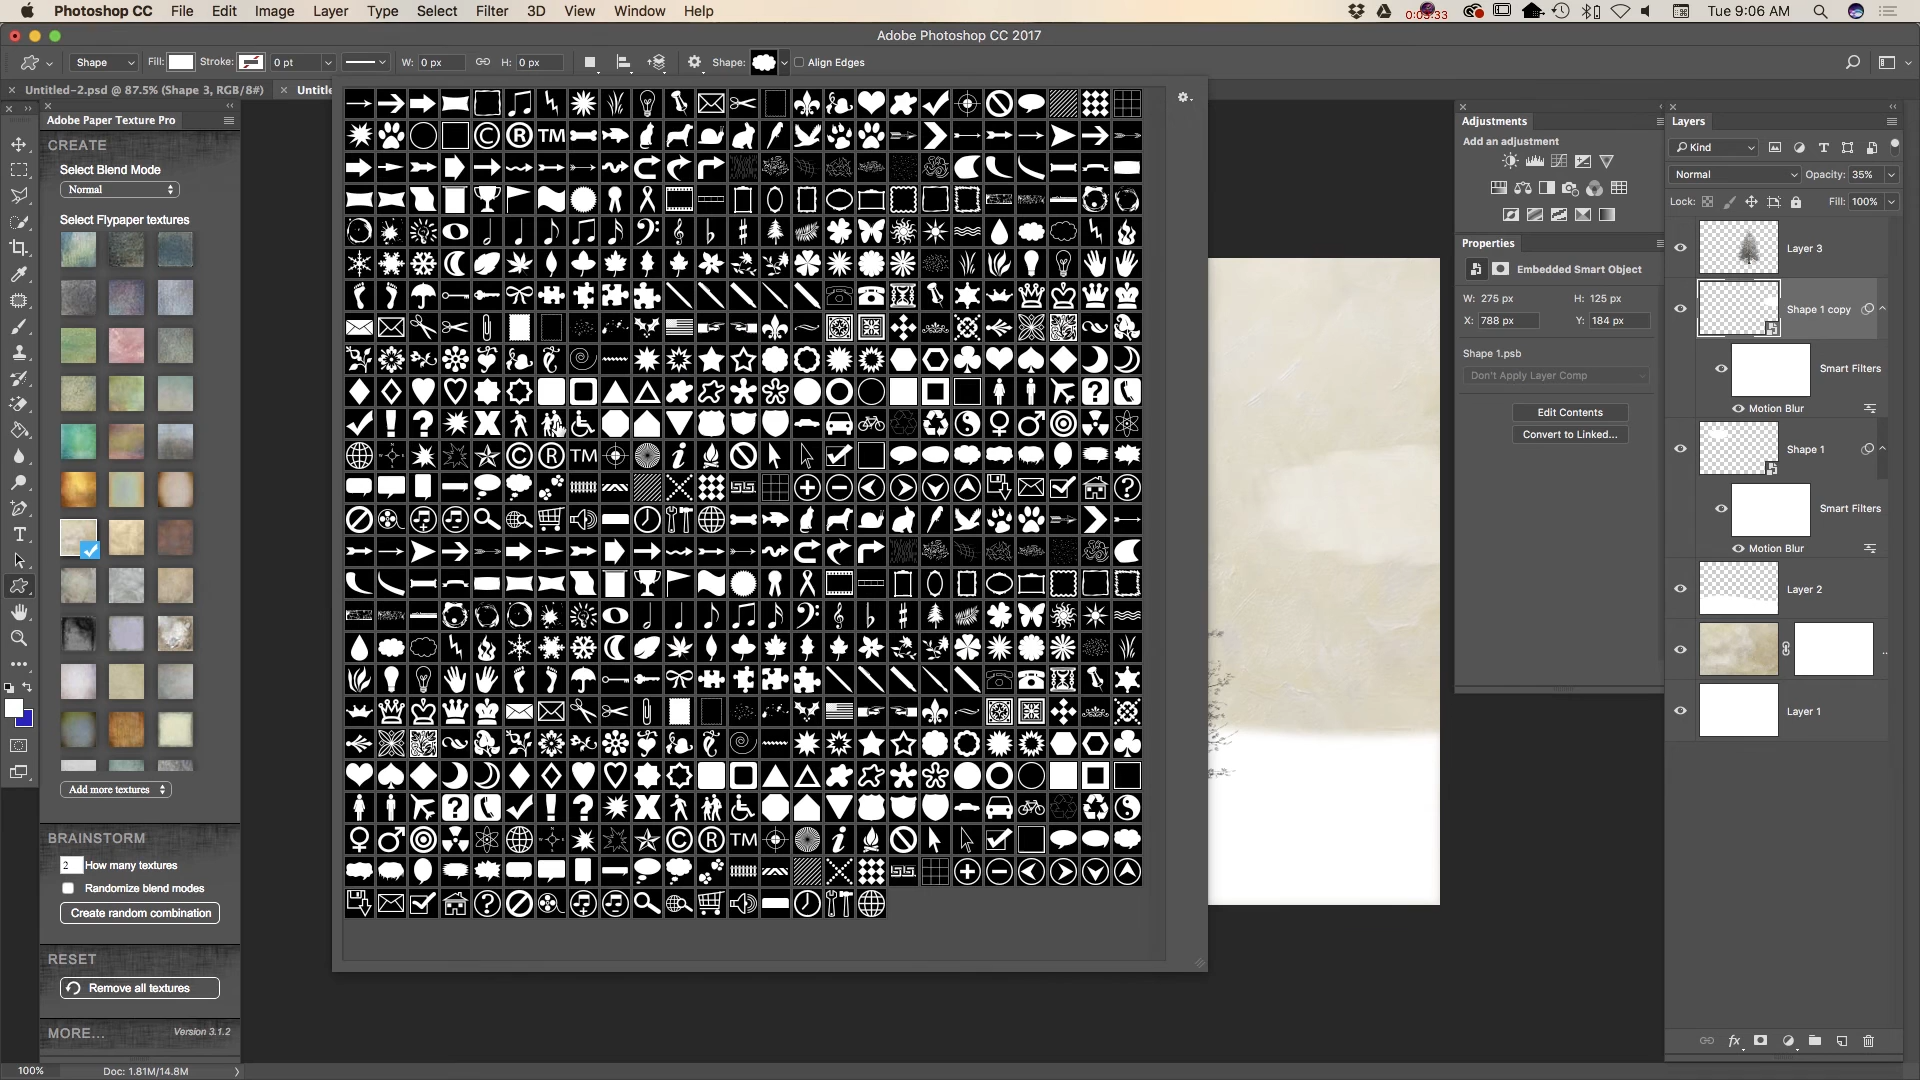 Photoshop CC File Edit Image Layer Type Select Filter 3D View Window Help
Tue 9:06 AM
Adobe Photoshop CC 2017
Shape Fill: Stroke: 0 pt W: 0 px H: 0 px Shape: Align Edges
Untitled-2.psd @ 87.5% (Shape 3, RGB/8#) Untitle
Adobe Paper Texture Pro
CREATE
Select Blend Mode
Normal
Select Flypaper textures
Add more textures
BRAINSTORM
2 How many textures
Randomize blend modes
Create random combination
RESET
Remove all textures
MORE... Version 3.1.2
100% Doc: 1.81M/14.8M
Adjustments
Add an adjustment
Properties
Embedded Smart Object
W: 275 px H: 125 px
X: 788 px Y: 184 px
Shape 1.psb
Don't Apply Layer Comp
Edit Contents
Convert to Linked...
Layers
Kind
Normal Opacity: 35%
Lock: Fill: 100%
Layer 3
Shape 1 copy
Smart Filters
Motion Blur
Shape 1
Smart Filters
Motion Blur
Layer 2
Layer 1